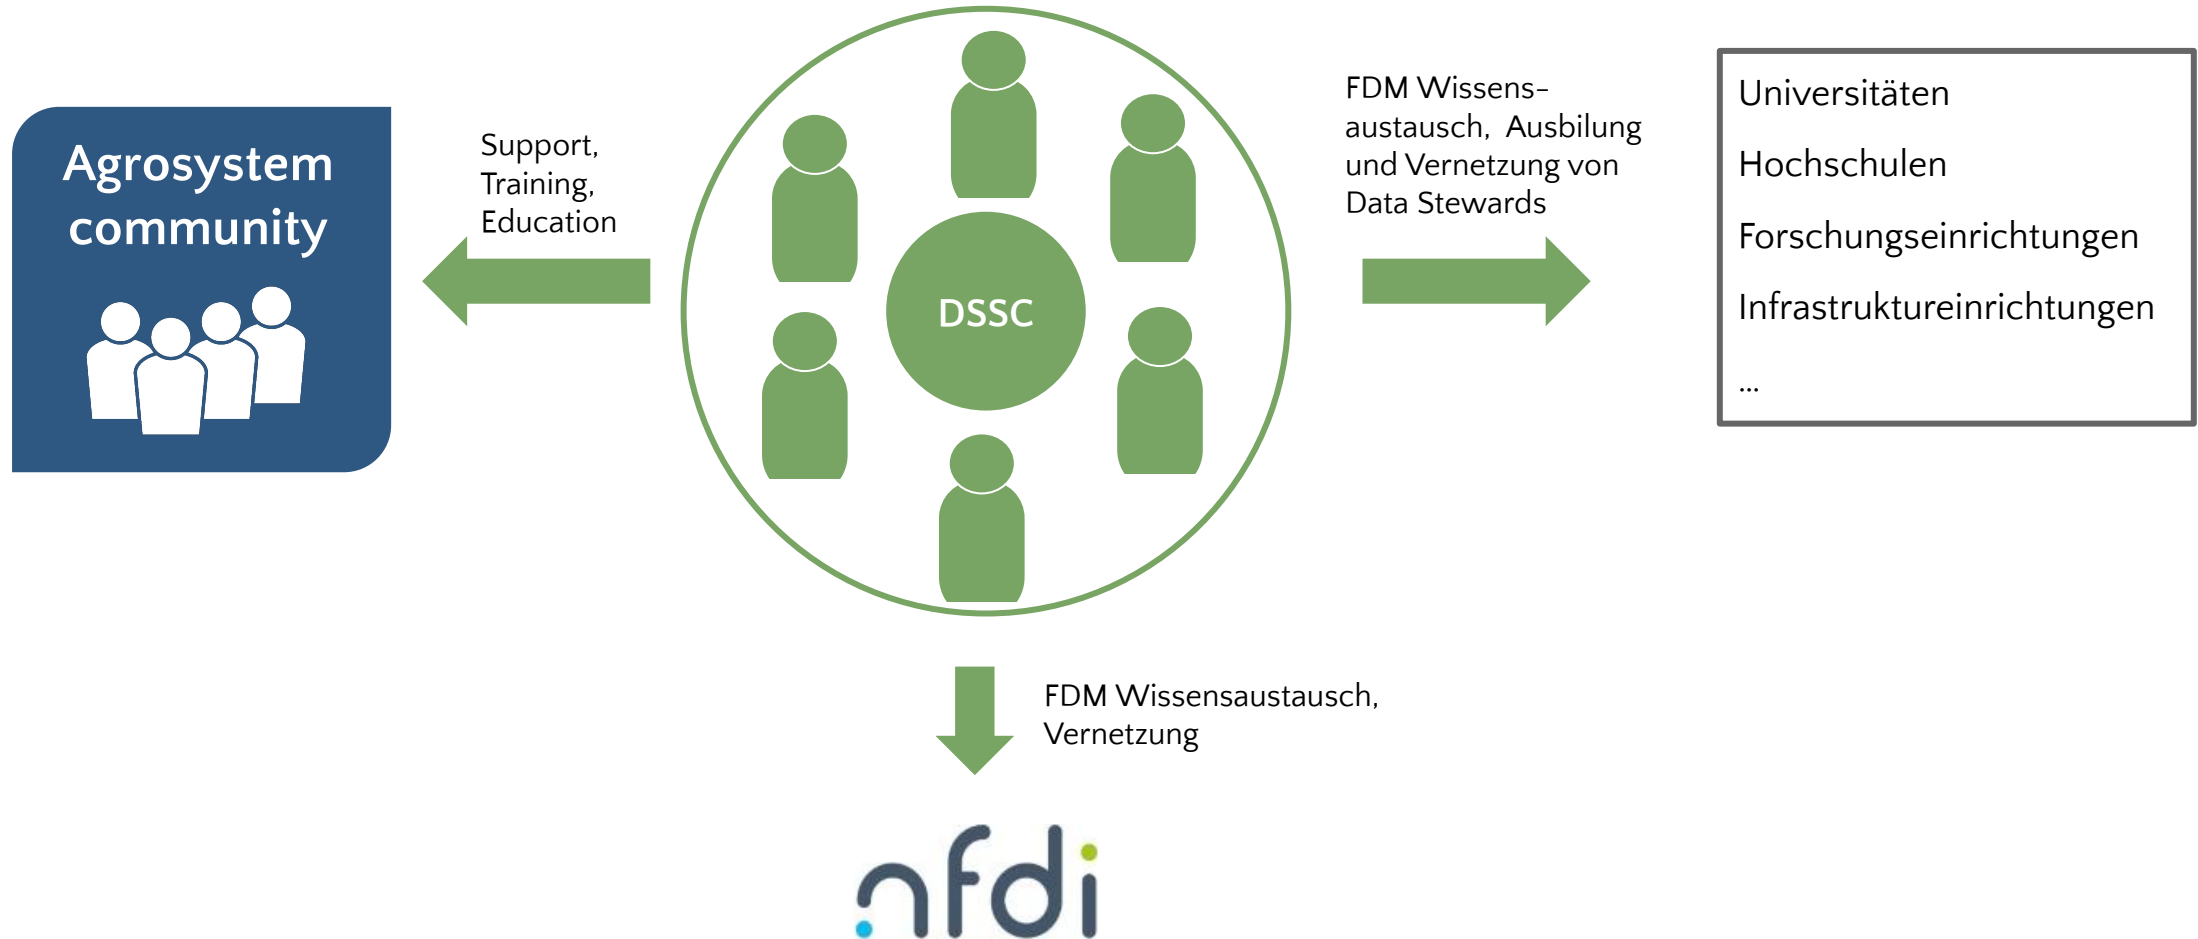 Agrosystem
community
Support,
Training,
Education
DSSC
FDM Wissens-
austausch, Ausbilung
und Vernetzung von
Data Stewards
Universitäten
Hochschulen
Forschungseinrichtungen
Infrastruktureinrichtungen
...
FDM Wissensaustausch,
Vernetzung
nfdi